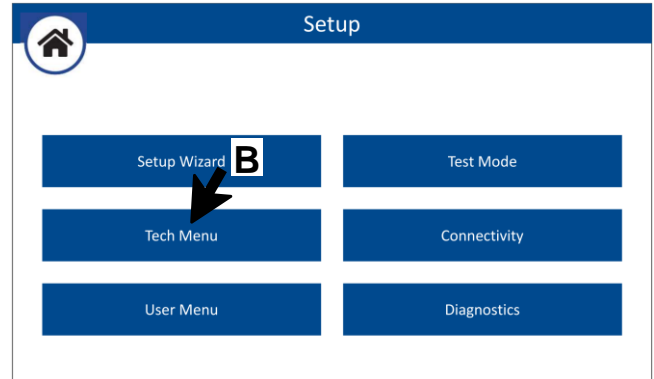 Setup
Setup Wizard
B
Test Mode
Tech Menu
Connectivity
User Menu
Diagnostics